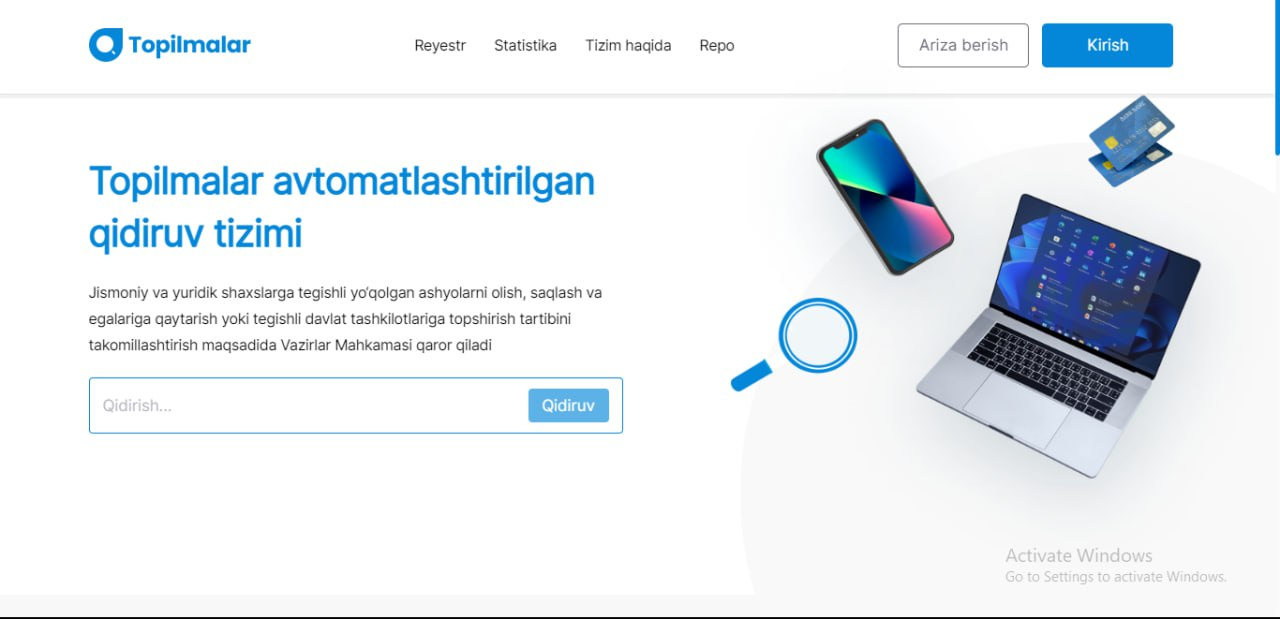 Topilmalar
Reyestr Statistika Tizim haqida Repo
Ariza berish
Kirish
Topilmalar avtomatlashtirilgan
qidiruv tizimi
Jismoniy va yuridik shaxslarga tegishli yo‘qolgan ashyolarni olish, saqlash va
egalariga qaytarish yoki tegishli davlat tashkilotlariga topshirish tartibini
takomillashtirish maqsadida Vazirlar Mahkamasi qaror qiladi
Qidirish...
Qidiruv
BANK NAME
Activate Windows
Go to Settings to activate Windows.